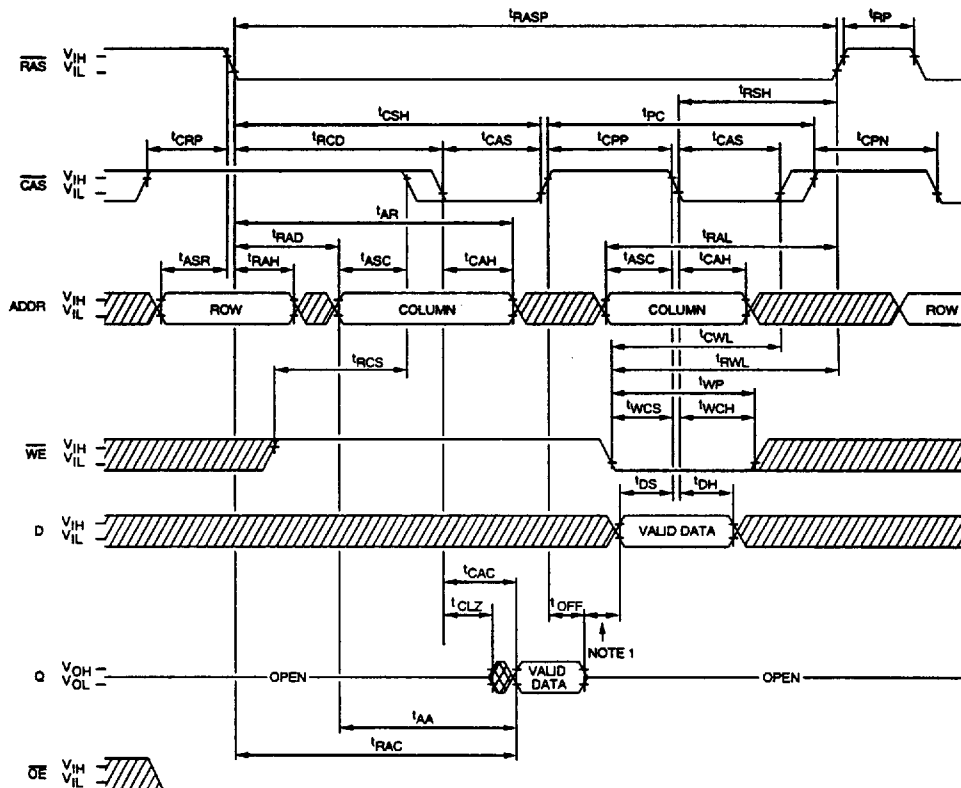 tRASP tRP
RAS VIH VIL
tRSH
tCSH tPC
tCRP tRCD tCAS tCPP tCAS tCPN
CAS VIH VIL
tAR
tRAD tRAL
tASR tRAH tASC tCAH tASC tCAH
ADDR VIH VIL ROW COLUMN COLUMN ROW
tCWL
tRCS tRWL
tWP
tWCS tWCH
WE VIH VIL
tDS tDH
D VIH VIL VALID DATA
tCAC
tCLZ tOFF
NOTE 1
Q VOH VOL OPEN VALID DATA OPEN
tAA
tRAC
OE VIH VIL